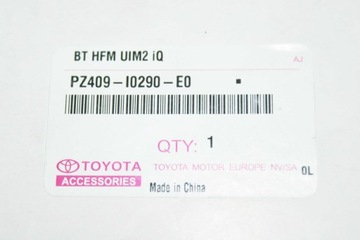 BT HFM UIM2 iQ
AJ
PZ409-I0290-E0
QTY: 1
TOYOTA
TOYOTA MOTOR EUROPE NV/SA
0L
ACCESSORIES
Made in China